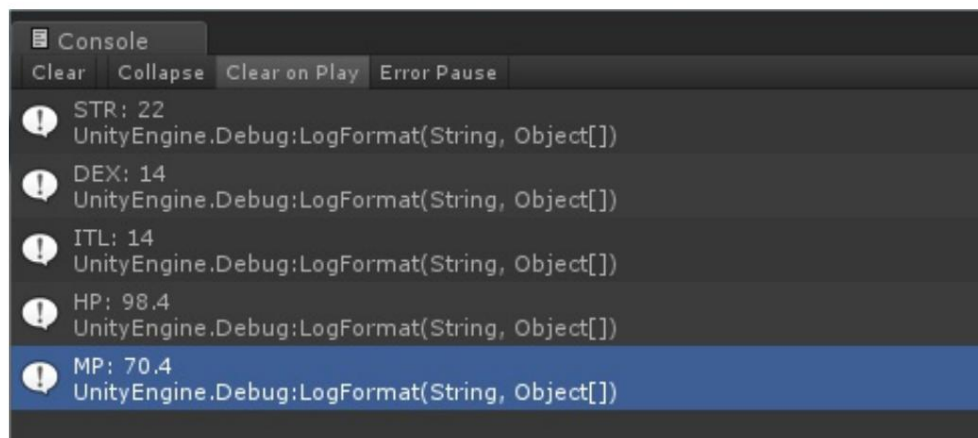 Console
Clear Collapse Clear on Play Error Pause
STR: 22
UnityEngine.Debug:LogFormat(String, Object[])
DEX: 14
UnityEngine.Debug:LogFormat(String, Object[])
ITL: 14
UnityEngine.Debug:LogFormat(String, Object[])
HP: 98.4
UnityEngine.Debug:LogFormat(String, Object[])
MP: 70.4
UnityEngine.Debug:LogFormat(String, Object[])